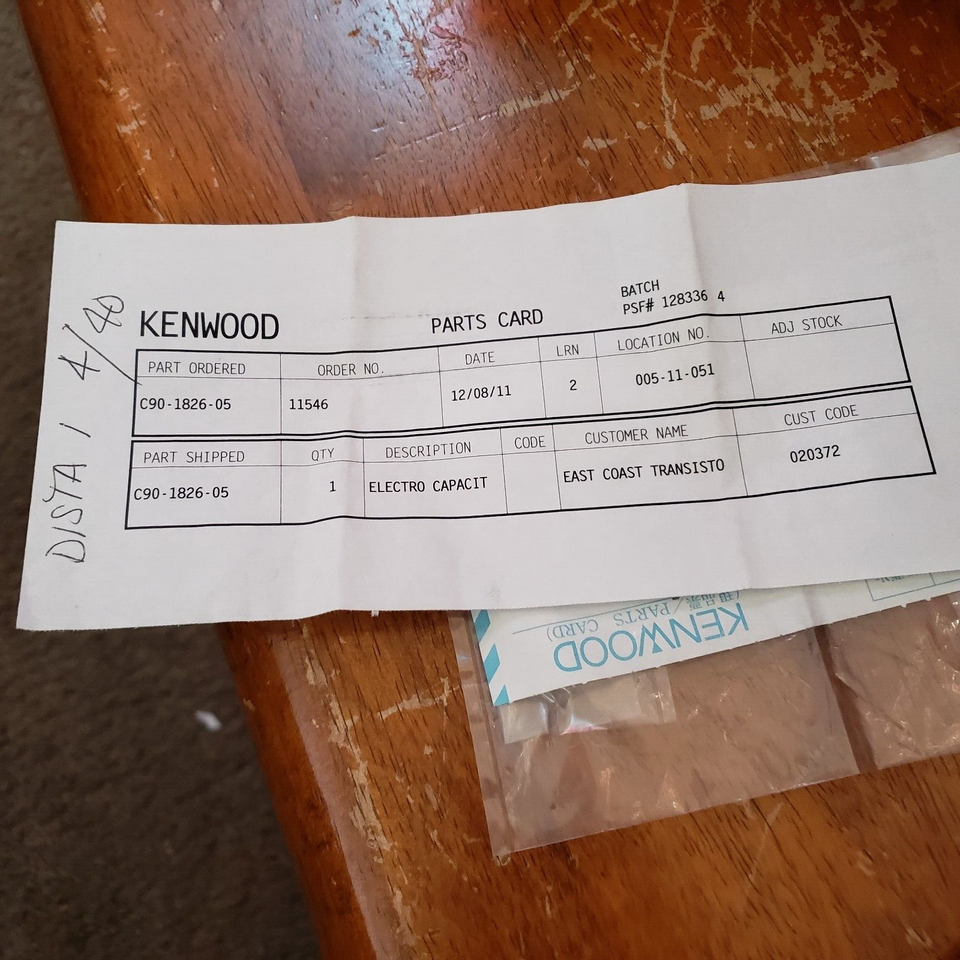 BATCH
KENWOOD PARTS CARD PSF# 128336 4
PART ORDERED ORDER NO. DATE LRN LOCATION NO. ADJ STOCK
C90-1826-05 11546 12/08/11 2 005-11-051
PART SHIPPED QTY DESCRIPTION CODE CUSTOMER NAME CUST CODE
C90-1826-05 1 ELECTRO CAPACIT EAST COAST TRANSISTO 020372
DISTA / 4/40
KENWOOD
PARTS CARD)